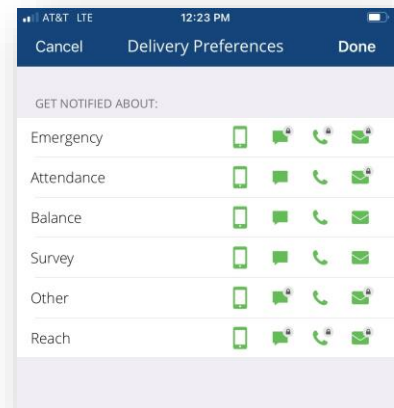 AT&T LTE 12:23 PM
Cancel Delivery Preferences Done
GET NOTIFIED ABOUT:
Emergency
Attendance
Balance
Survey
Other
Reach